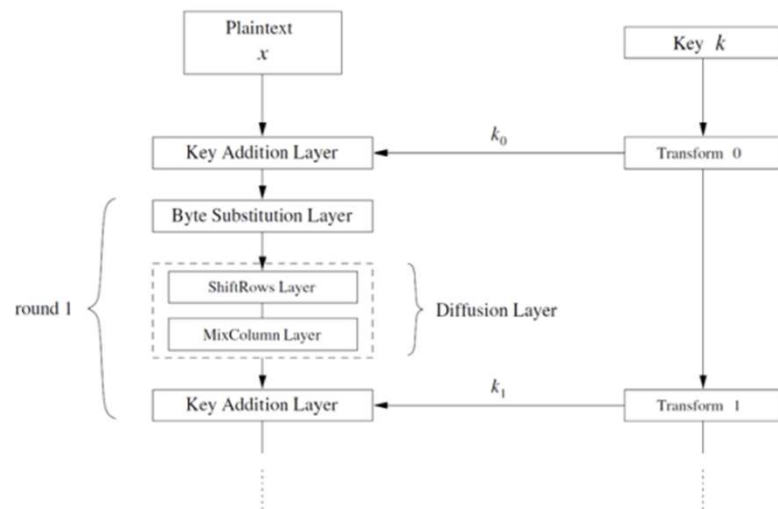 Plaintext
x
Key k
k0
Key Addition Layer
Transform 0
Byte Substitution Layer
ShiftRows Layer
round 1
Diffusion Layer
MixColumn Layer
k1
Key Addition Layer
Transform 1